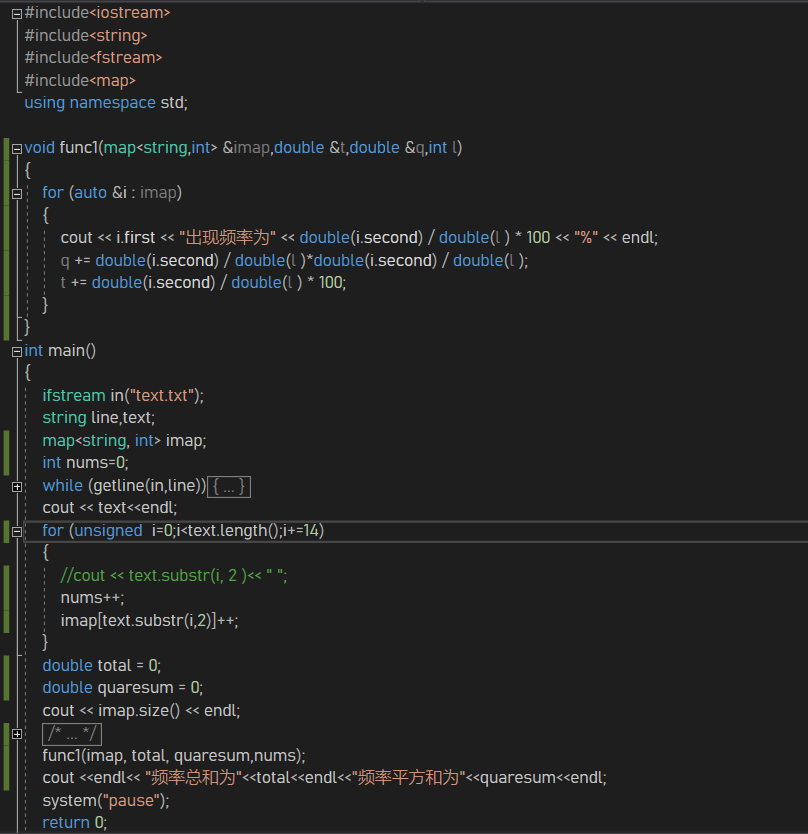 #include<iostream>
#include<string>
#include<fstream>
#include<map>
using namespace std;
void func1(map<string,int> &imap,double &t,double &q,int l)
{
for (auto &i : imap)
{
cout << i.first << "出现频率为" << double(i.second) / double(l ) * 100 << "%" << endl;
q += double(i.second) / double(l )*double(i.second) / double(l );
t += double(i.second) / double(l ) * 100;
}
}
int main()
{
ifstream in("text.txt");
string line,text;
map<string, int> imap;
int nums=0;
while (getline(in,line)){ ... }
cout << text<<endl;
for (unsigned  i=0;i<text.length();i+=14)
{
//cout << text.substr(i, 2 )<< " ";
nums++;
imap[text.substr(i,2)]++;
}
double total = 0;
double quaresum = 0;
cout << imap.size() << endl;
/* ... */
func1(imap, total, quaresum,nums);
cout <<endl<< "频率总和为"<<total<<endl<<"频率平方和为"<<quaresum<<endl;
system("pause");
return 0;